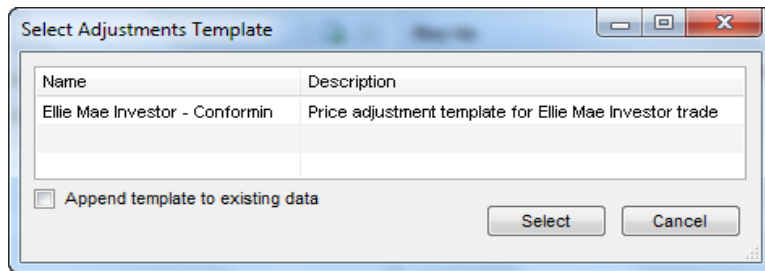 Select Adjustments Template
Name Description
Ellie Mae Investor - Conformin Price adjustment template for Ellie Mae Investor trade
Append template to existing data
Select Cancel